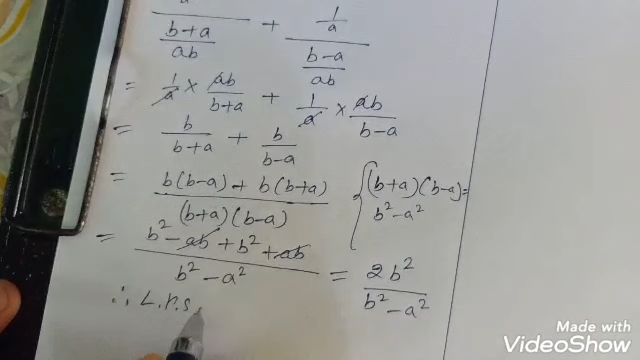 b+a/ab + 1/a / b-a/ab
= 1/a × ab/b+a + 1/a × ab/b-a
= b/b+a + b/b-a
= b(b-a) + b(b+a) / (b+a)(b-a) {(b+a)(b-a)= b²-a²
= b² - ab + b² + ab / b² - a² = 2b² / b² - a²
∴ L.H.S.
Made with
VideoShow